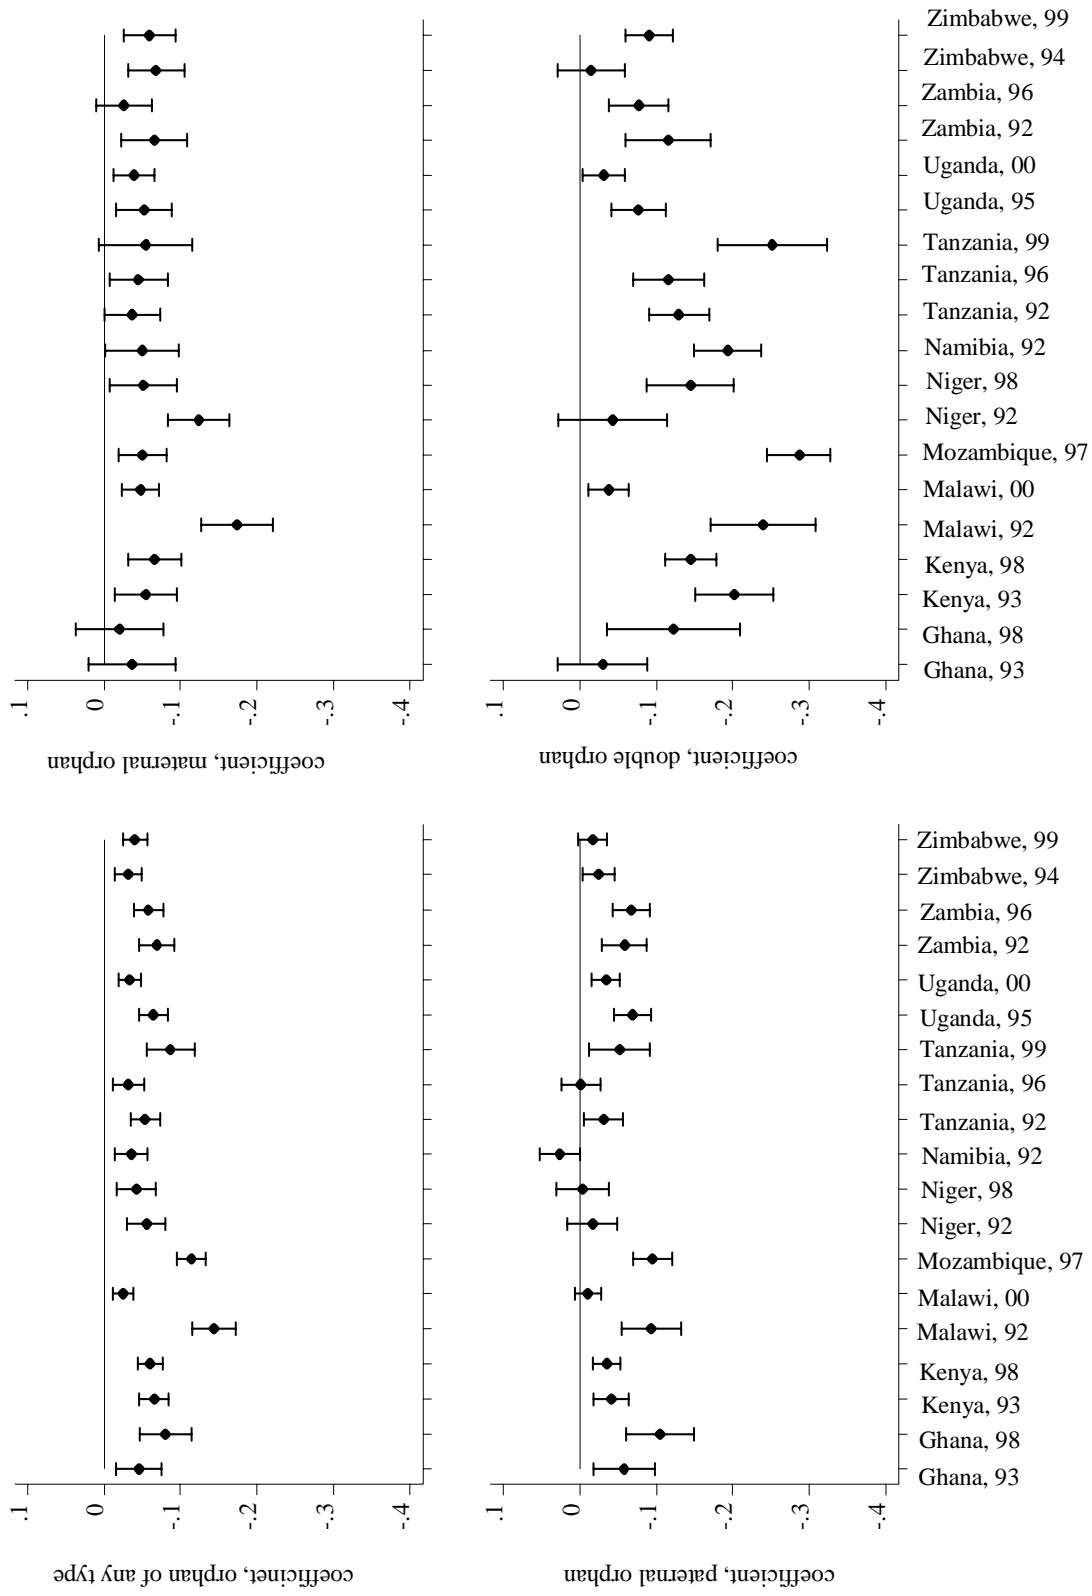 coefficinet, orphan of any type
.1
0
-.1
-.2
-.3
-.4
coefficient, maternal orphan
.1
0
-.1
-.2
-.3
-.4
coefficient, paternal orphan
.1
0
-.1
-.2
-.3
-.4
Ghana, 93
Ghana, 98
Kenya, 93
Kenya, 98
Malawi, 92
Malawi, 00
Mozambique, 97
Niger, 92
Niger, 98
Namibia, 92
Tanzania, 92
Tanzania, 96
Tanzania, 99
Uganda, 95
Uganda, 00
Zambia, 92
Zambia, 96
Zimbabwe, 94
Zimbabwe, 99
coefficient, double orphan
.1
0
-.1
-.2
-.3
-.4
Ghana, 93
Ghana, 98
Kenya, 93
Kenya, 98
Malawi, 92
Malawi, 00
Mozambique, 97
Niger, 92
Niger, 98
Namibia, 92
Tanzania, 92
Tanzania, 96
Tanzania, 99
Uganda, 95
Uganda, 00
Zambia, 92
Zambia, 96
Zimbabwe, 94
Zimbabwe, 99